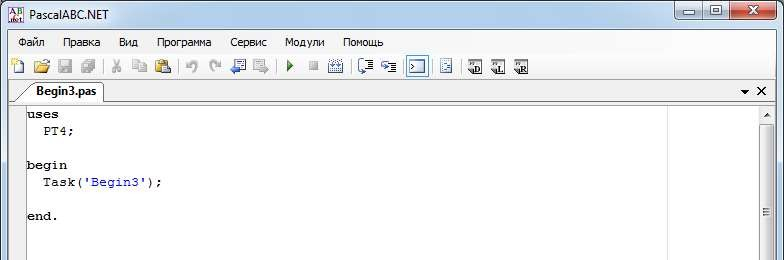 PascalABC.NET
Файл Правка Вид Программа Сервис Модули Помощь
Begin3.pas
uses
PT4;
begin
Task('Begin3');
end.